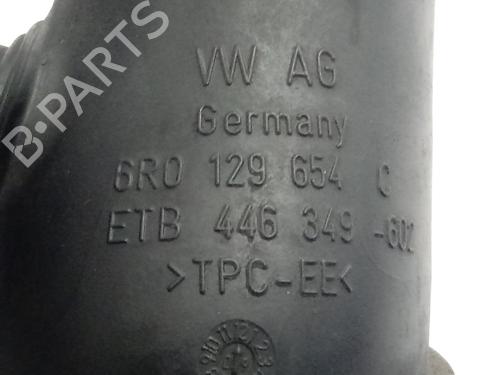 B-PARTS
VW AG
Germany
6R0 129 654 C
ETB 446 349 -602
>TPC-EE<